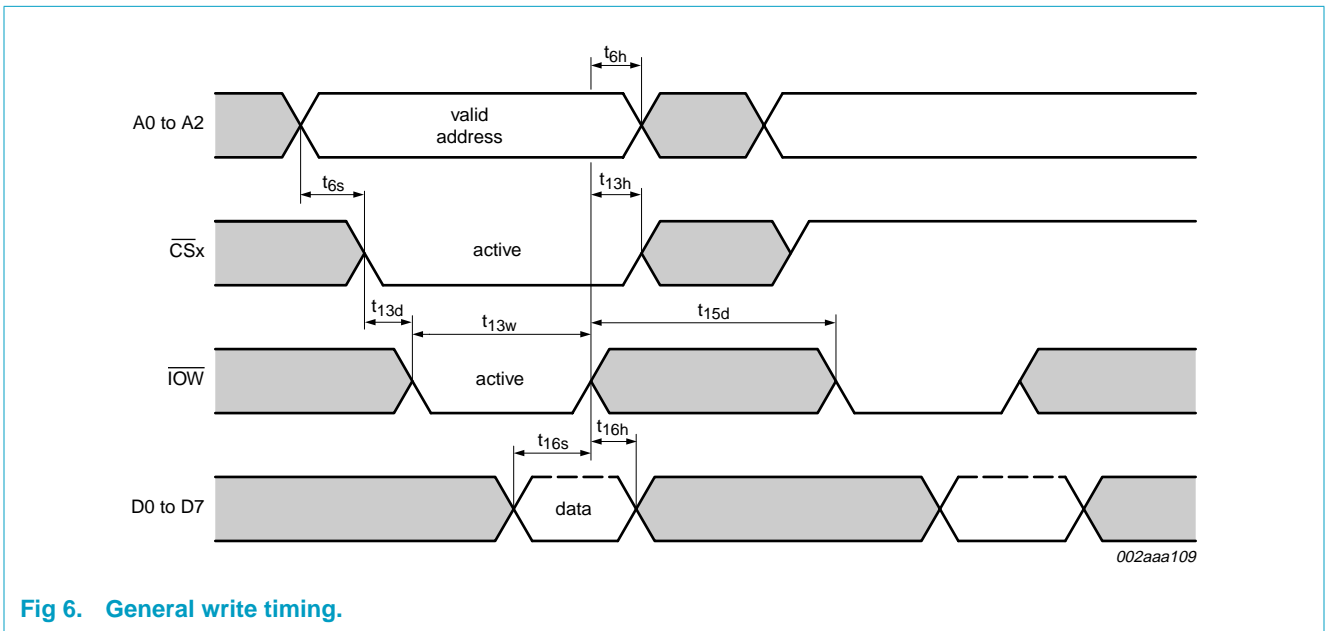 t6h
A0 to A2
valid
address
t6s
t13h
CSx
active
t13d
t13w
t15d
IOW
active
t16s
t16h
D0 to D7
data
002aaa109
Fig 6. General write timing.